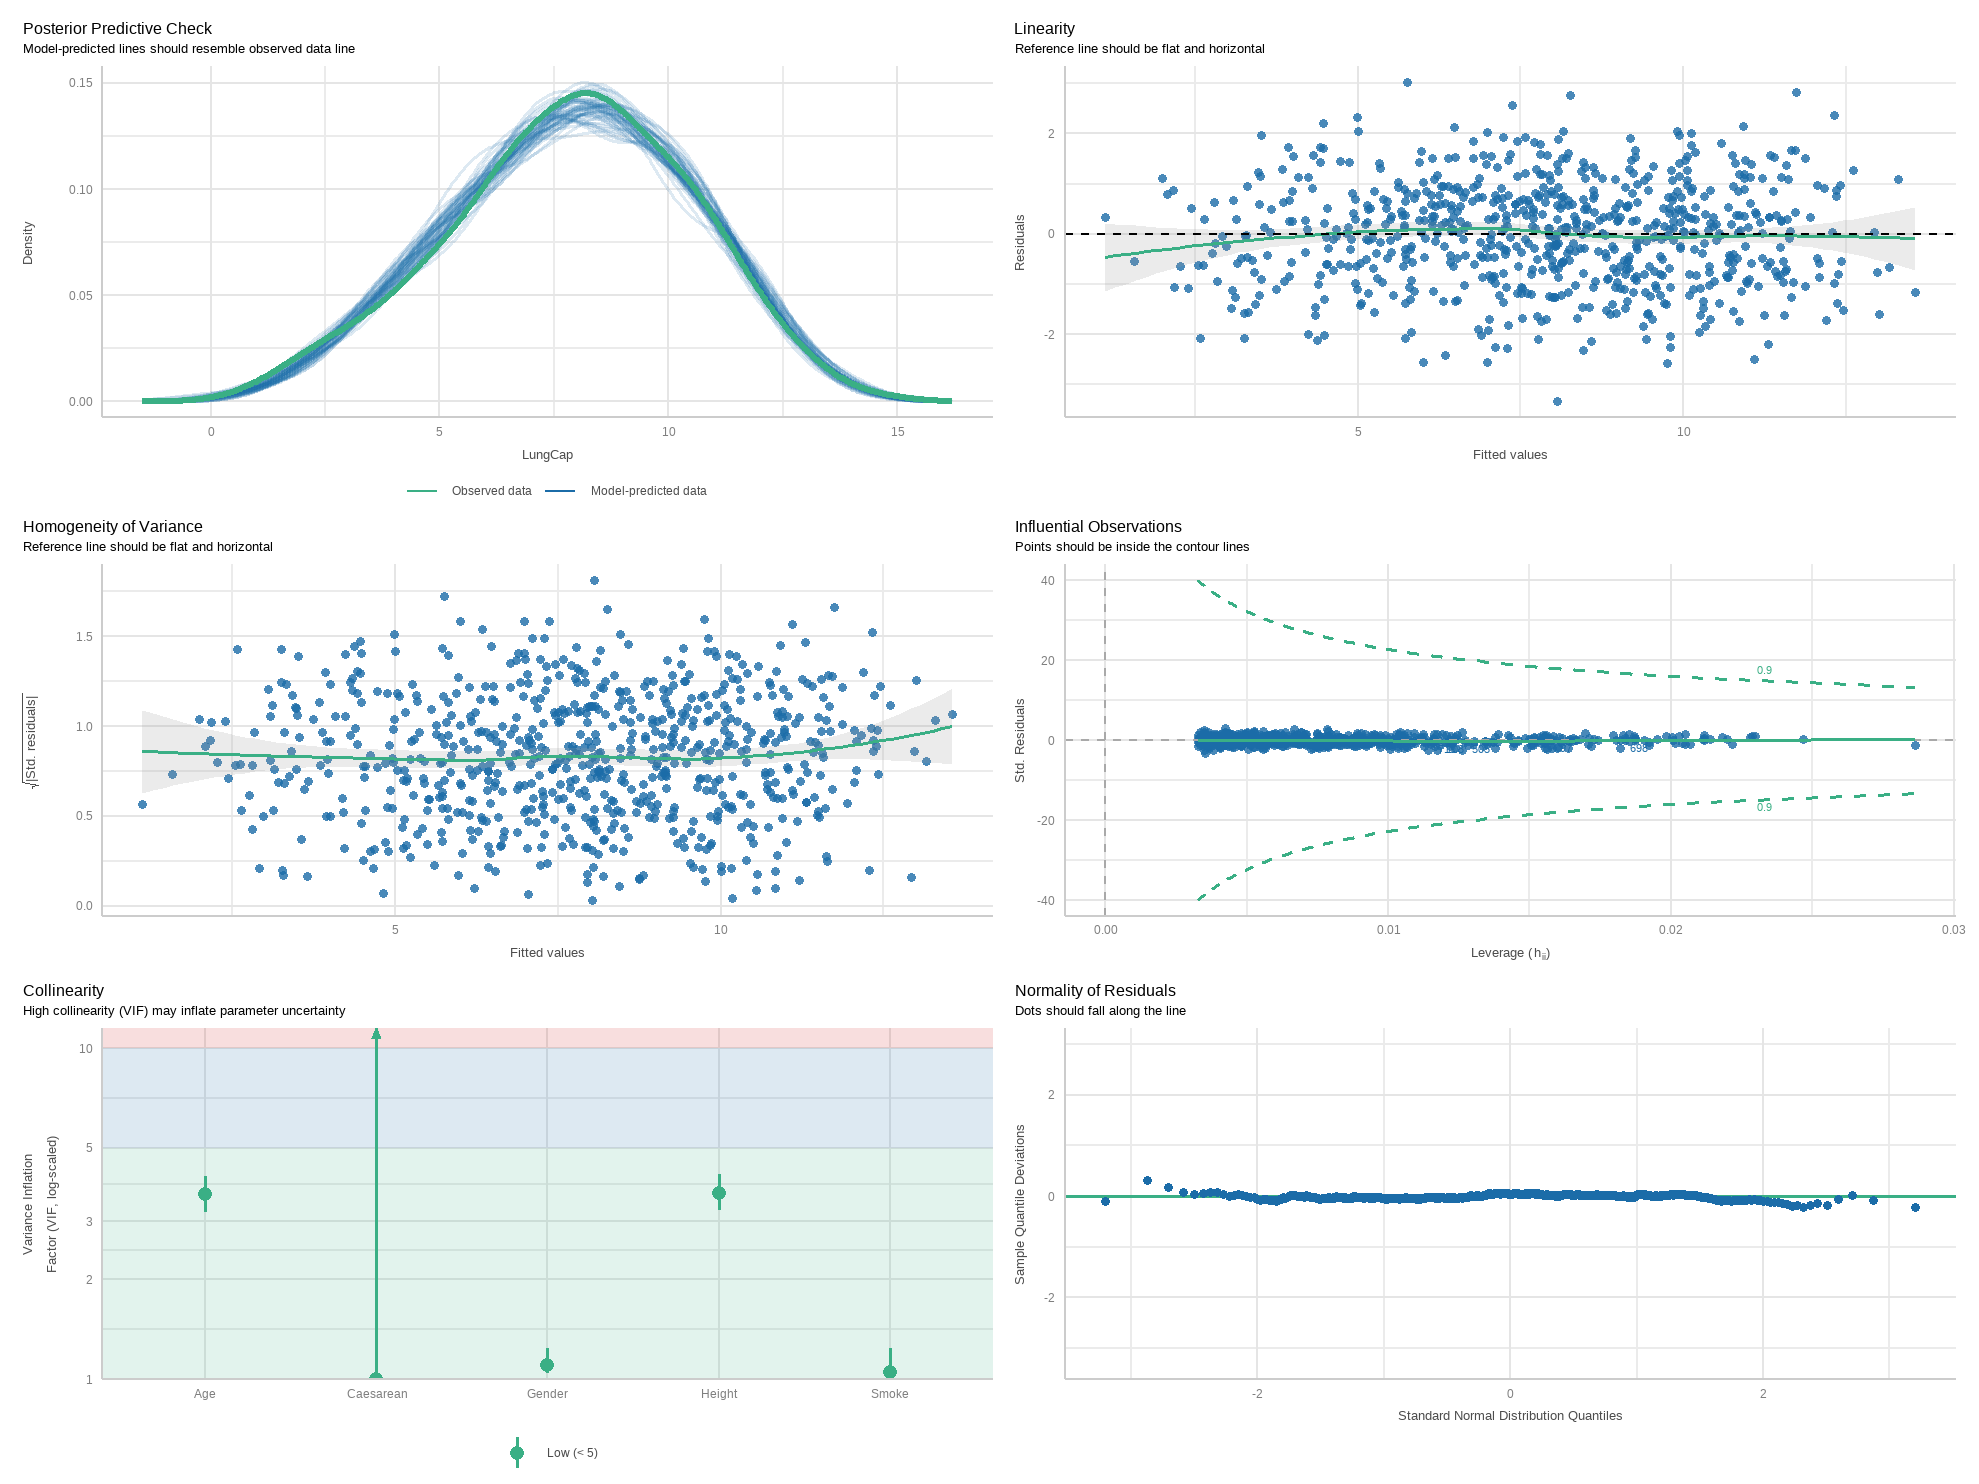 Posterior Predictive Check
Model-predicted lines should resemble observed data line
0.15
0.10
0.05
0.00
Density
0
5
10
15
LungCap
Observed data
Model-predicted data
Linearity
Reference line should be flat and horizontal
2
0
-2
Residuals
5
10
Fitted values
Homogeneity of Variance
Reference line should be flat and horizontal
1.5
1.0
0.5
0.0
√|Std. residuals|
5
10
Fitted values
Influential Observations
Points should be inside the contour lines
40
20
0
-20
-40
Std. Residuals
0.9
698
0.9
0.00
0.01
0.02
0.03
Leverage (hii)
Collinearity
High collinearity (VIF) may inflate parameter uncertainty
10
5
3
2
1
Variance Inflation
Factor (VIF, log-scaled)
Age
Caesarean
Gender
Height
Smoke
Low (< 5)
Normality of Residuals
Dots should fall along the line
2
0
-2
Sample Quantile Deviations
-2
0
2
Standard Normal Distribution Quantiles